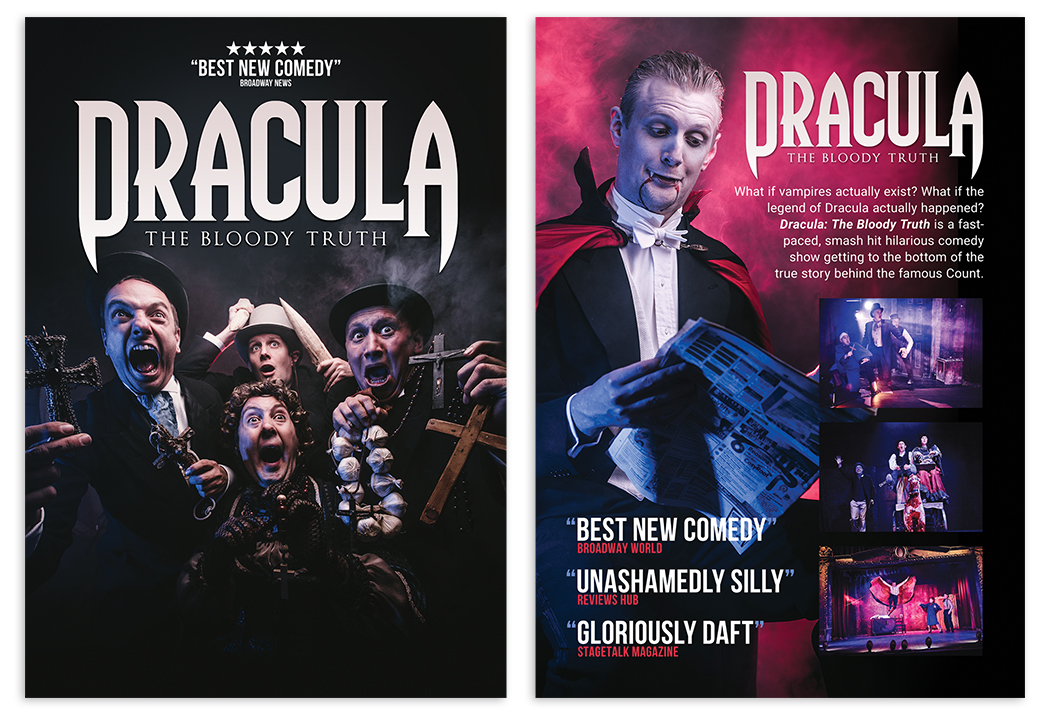 ★★★★★
“BEST NEW COMEDY”
BROADWAY NEWS
DRACULA
THE BLOODY TRUTH
DRACULA
THE BLOODY TRUTH
What if vampires actually exist? What if the
legend of Dracula actually happened?
Dracula: The Bloody Truth is a fast-
paced, smash hit hilarious comedy
show getting to the bottom of the
true story behind the famous Count.
“BEST NEW COMEDY”
BROADWAY WORLD
“UNASHAMEDLY SILLY”
REVIEWS HUB
“GLORIOUSLY DAFT”
STAGETALK MAGAZINE